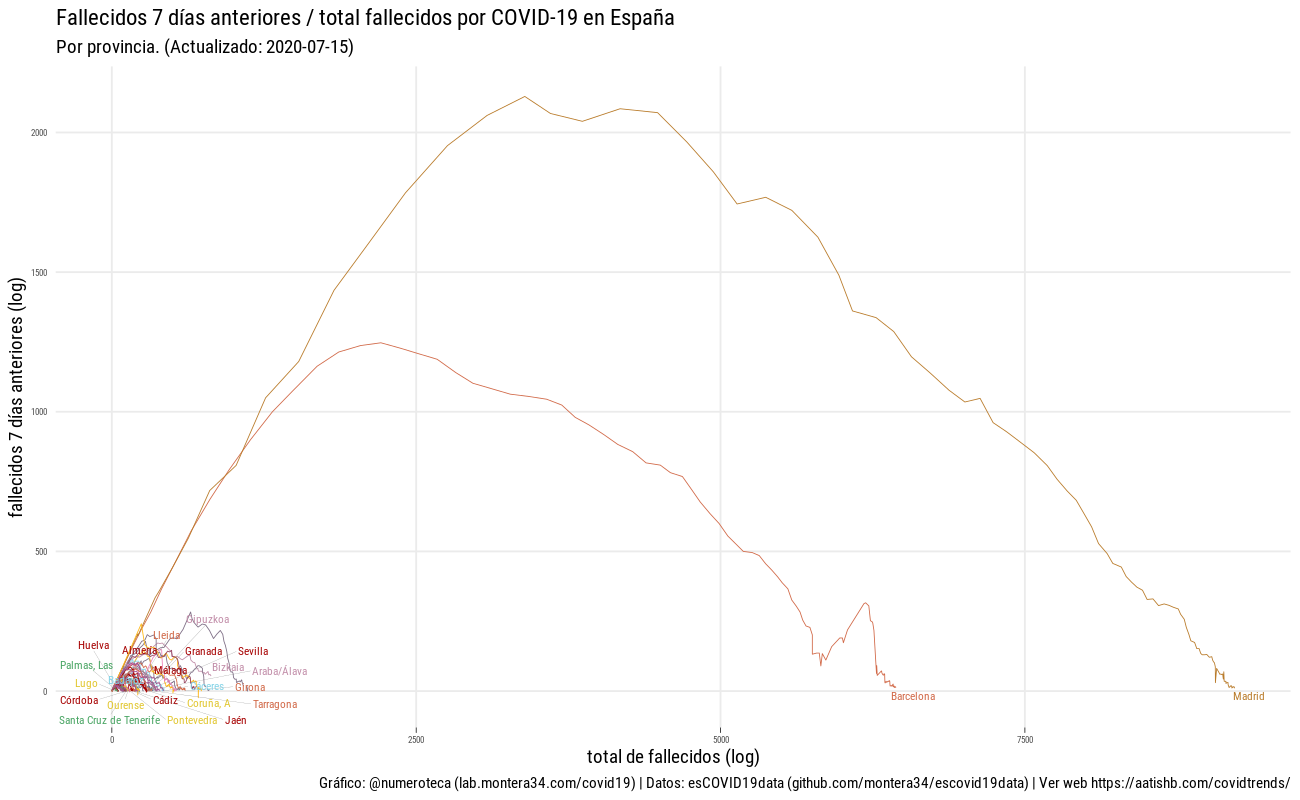 Fallecidos 7 días anteriores / total fallecidos por COVID-19 en España
Por provincia. (Actualizado: 2020-07-15)
fallecidos 7 días anteriores (log)
2000
1500
1000
500
0
Gipuzkoa
Lleida
Huelva
Almería
Granada
Sevilla
Palmas, Las
Málaga
Bizkaia
Araba/Álava
Lugo
Girona
Barcelona
Madrid
Córdoba
Ourense
Cádiz
Coruña, A
Tarragona
Santa Cruz de Tenerife
Pontevedra
Jaén
0
2500
5000
7500
total de fallecidos (log)
Gráfico: @numeroteca (lab.montera34.com/covid19) | Datos: esCOVID19data (github.com/montera34/escovid19data) | Ver web https://aatishb.com/covidtrends/